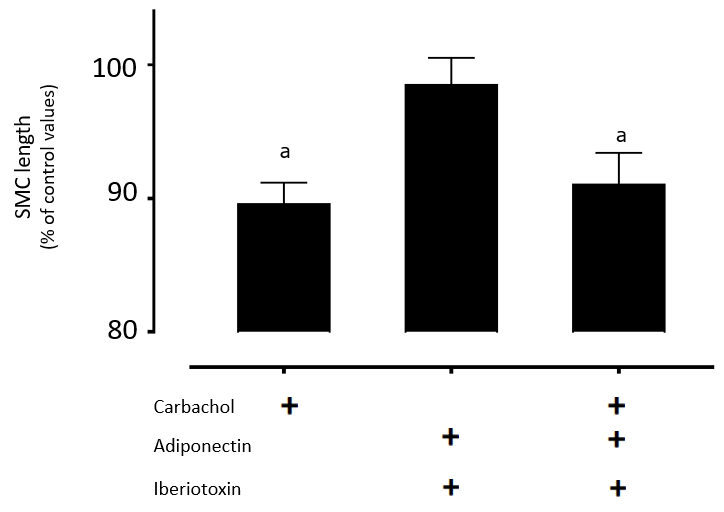 SMC length
(% of control values)
100
90
80
a
a
Carbachol + +
Adiponectin + +
Iberiotoxin + +